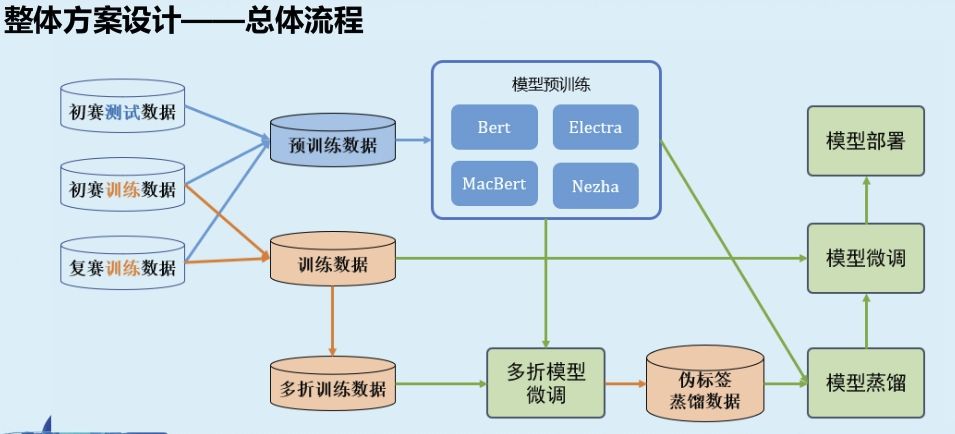 整体方案设计——总体流程
初赛测试数据
初赛训练数据
复赛训练数据
预训练数据
训练数据
多折训练数据
模型预训练
Bert
Electra
MacBert
Nezha
多折模型
微调
伪标签
蒸馏数据
模型部署
模型微调
模型蒸馏